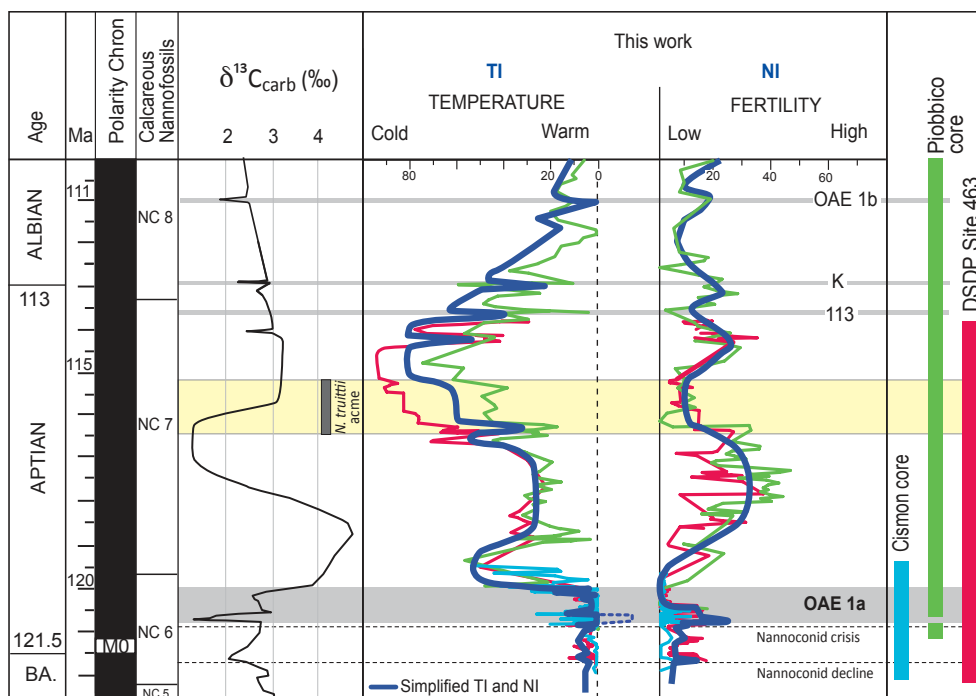 This work
TI
NI
TEMPERATURE
FERTILITY
Cold
Warm
Low
High
Age
Ma
Polarity Chron
Calcareous
Nannofossils
δ¹³Ccarb (‰)
2 3 4
80 20 0
20 40 60
Piobbico
core
DSDP Site 463
Cismon core
ALBIAN
111
NC 8
OAE 1b
K
113
113
115
N. truittii
acme
NC 7
APTIAN
120
OAE 1a
NC 6
121.5
M0
Nannoconid crisis
BA.
Nannoconid decline
NC 5
Simplified TI and NI